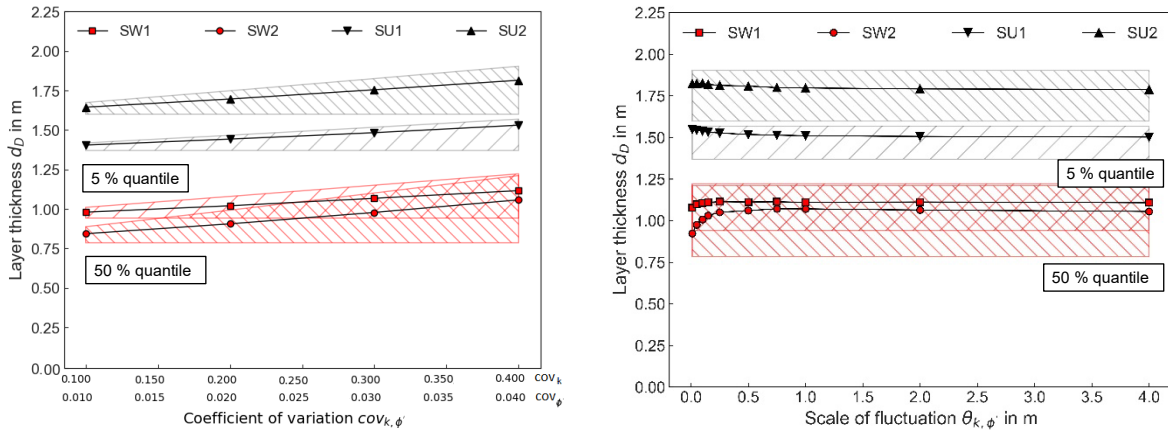 2.25
SW1 SW2 SU1 SU2
2.00
1.75
1.50
1.25
1.00
0.75
0.50
0.25
0.00
Layer thickness d_D in m
5 % quantile
50 % quantile
0.100 0.150 0.200 0.250 0.300 0.350 0.400 cov_k
0.010 0.015 0.020 0.025 0.030 0.035 0.040 cov_ϕ'
Coefficient of variation cov_k,ϕ'
2.25
SW1 SW2 SU1 SU2
2.00
1.75
1.50
1.25
1.00
0.75
0.50
0.25
0.00
Layer thickness d_D in m
5 % quantile
50 % quantile
0.0 0.5 1.0 1.5 2.0 2.5 3.0 3.5 4.0
Scale of fluctuation θ_k,ϕ' in m